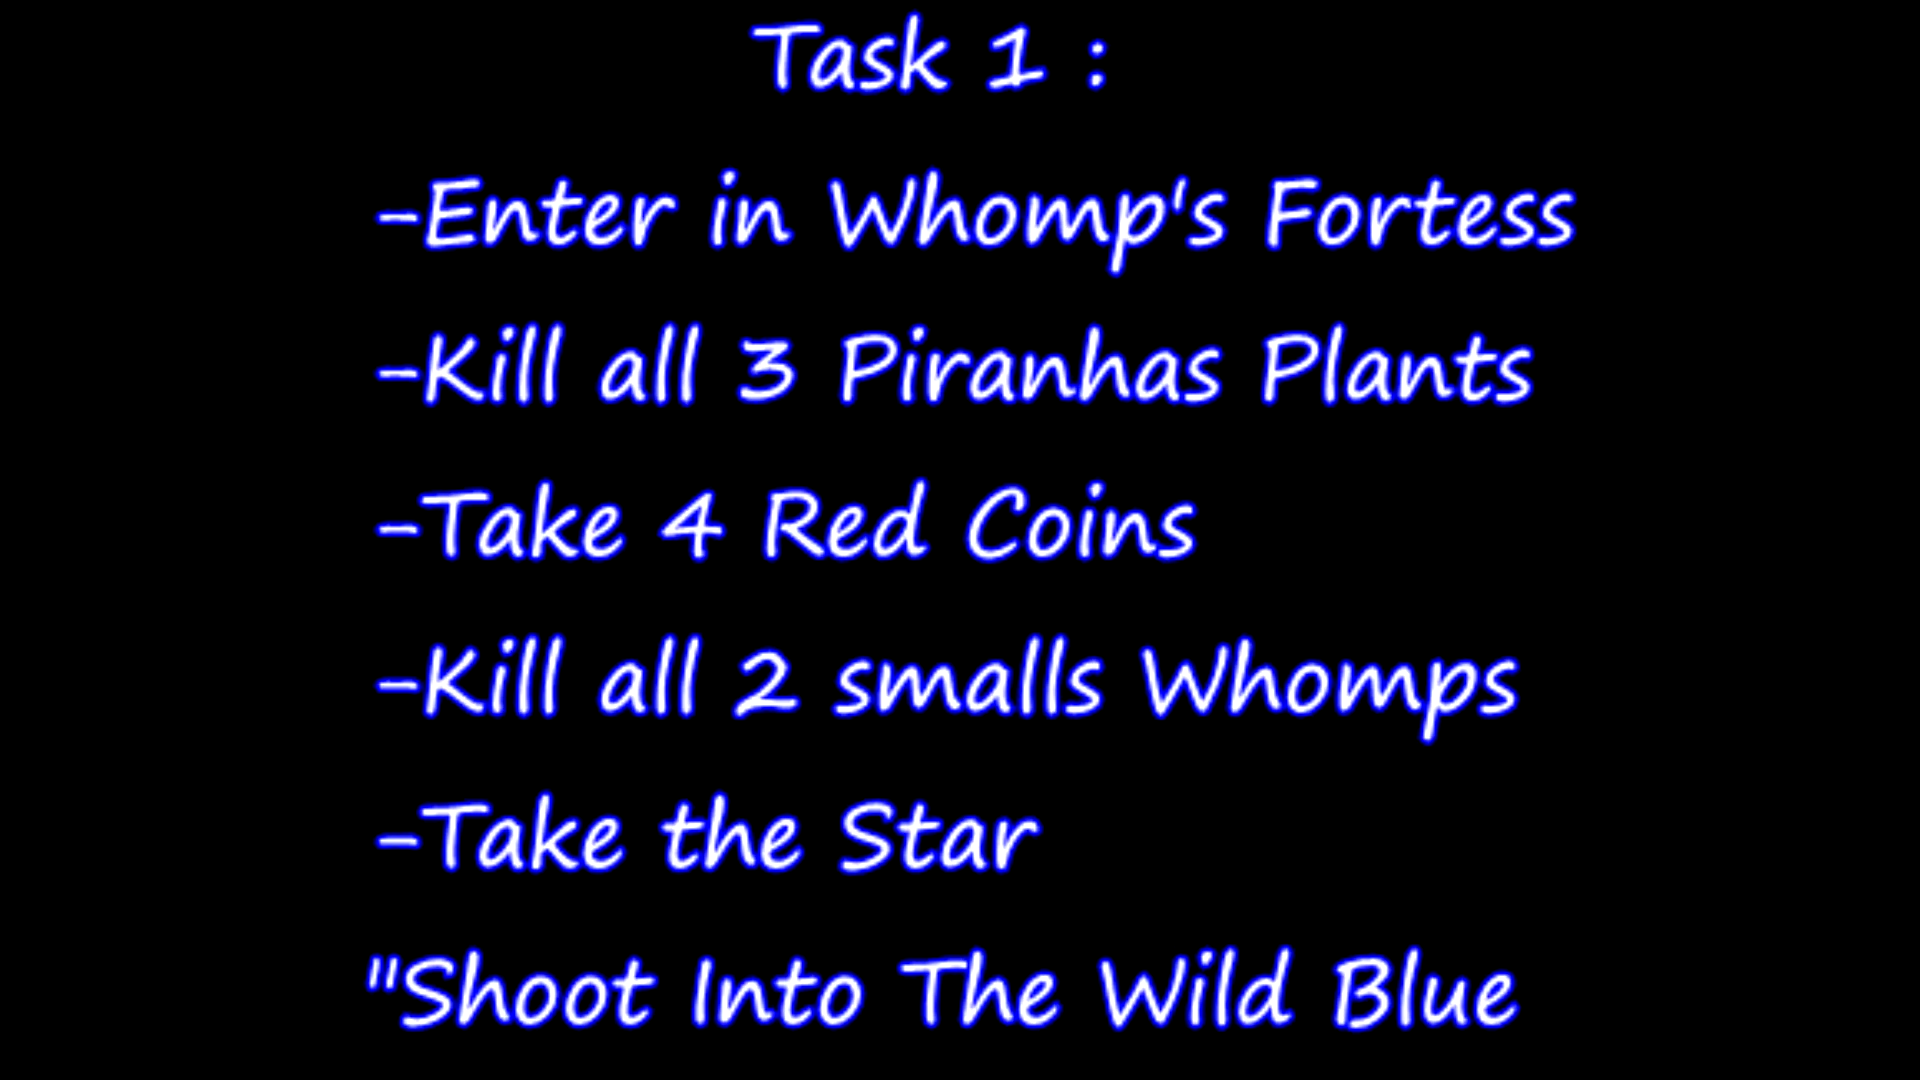 Task 1 :
-Enter in Whomp's Fortess
-Kill all 3 Piranhas Plants
-Take 4 Red Coins
-Kill all 2 smalls Whomps
-Take the Star
"Shoot Into The Wild Blue